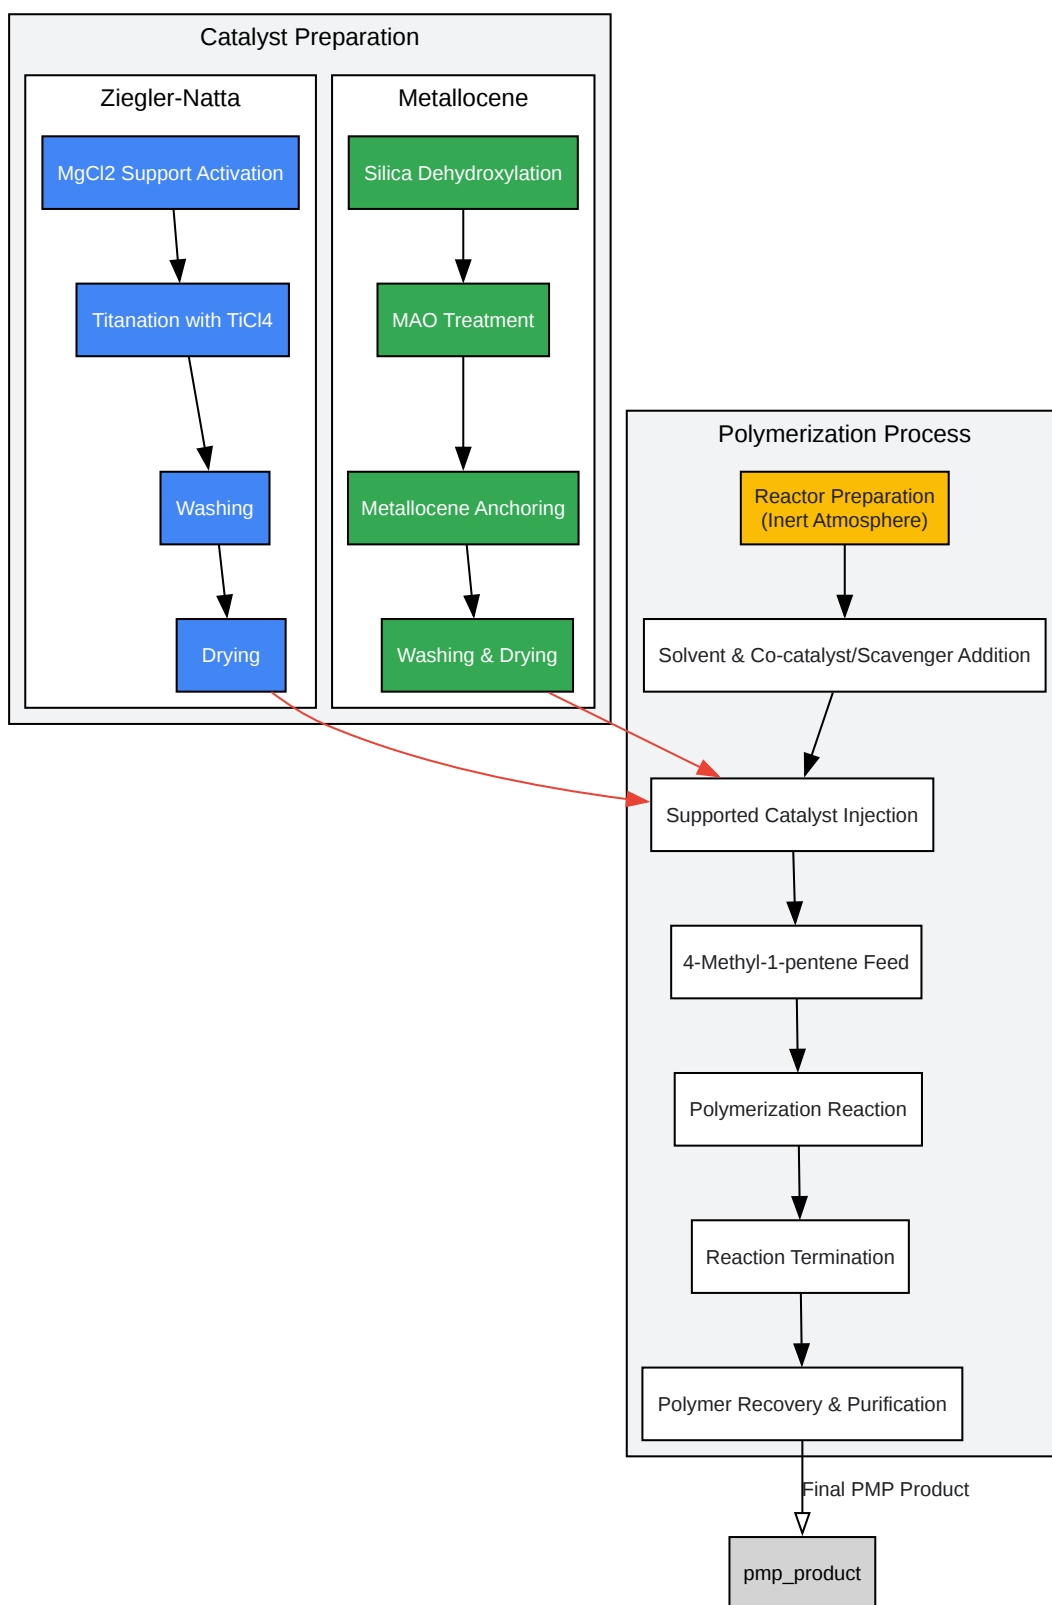 Catalyst Preparation
Ziegler-Natta
MgCl2 Support Activation
Titanation with TiCl4
Washing
Drying
Metallocene
Silica Dehydroxylation
MAO Treatment
Metallocene Anchoring
Washing & Drying
Polymerization Process
Reactor Preparation
(Inert Atmosphere)
Solvent & Co-catalyst/Scavenger Addition
Supported Catalyst Injection
4-Methyl-1-pentene Feed
Polymerization Reaction
Reaction Termination
Polymer Recovery & Purification
Final PMP Product
pmp_product